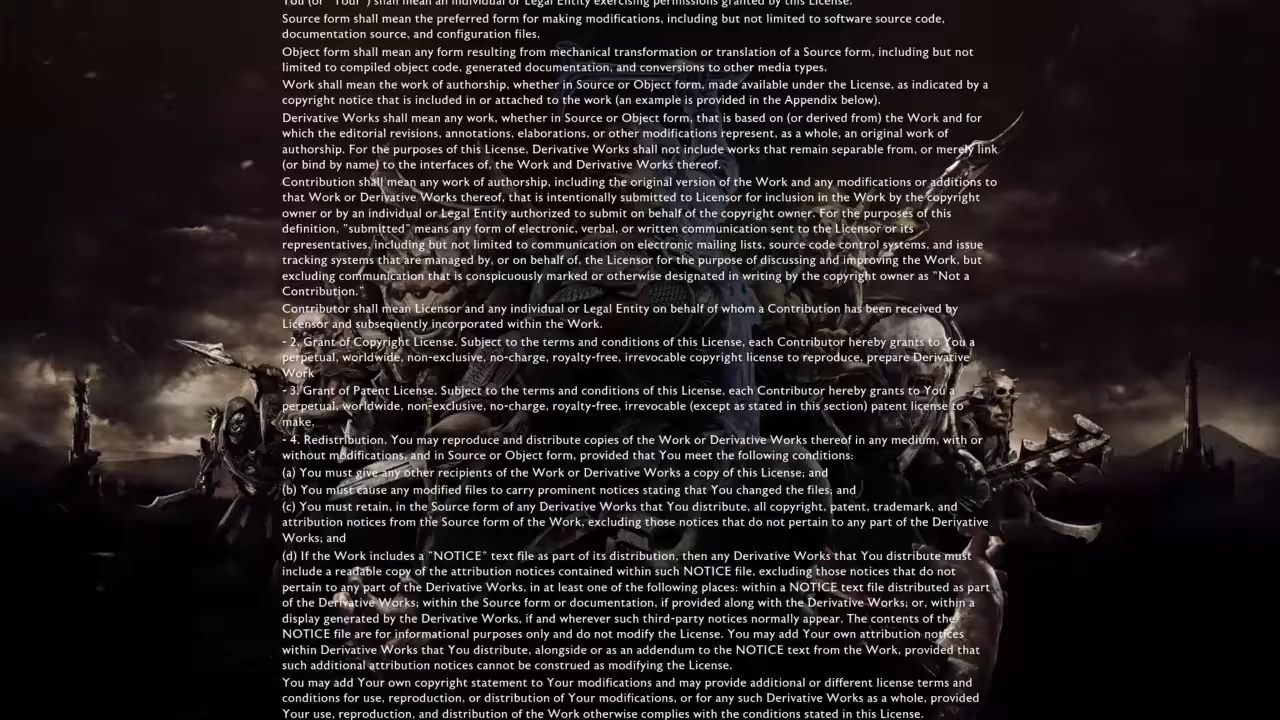 You (or "Your") shall mean an individual or Legal Entity exercising permissions granted by this License.
Source form shall mean the preferred form for making modifications, including but not limited to software source code,
documentation source, and configuration files.
Object form shall mean any form resulting from mechanical transformation or translation of a Source form, including but not
limited to compiled object code, generated documentation, and conversions to other media types.
Work shall mean the work of authorship, whether in Source or Object form, made available under the License, as indicated by a
copyright notice that is included in or attached to the work (an example is provided in the Appendix below).
Derivative Works shall mean any work, whether in Source or Object form, that is based on (or derived from) the Work and for
which the editorial revisions, annotations, elaborations, or other modifications represent, as a whole, an original work of
authorship. For the purposes of this License, Derivative Works shall not include works that remain separable from, or merely link
(or bind by name) to the interfaces of, the Work and Derivative Works thereof.
Contribution shall mean any work of authorship, including the original version of the Work and any modifications or additions to
that Work or Derivative Works thereof, that is intentionally submitted to Licensor for inclusion in the Work by the copyright
owner or by an individual or Legal Entity authorized to submit on behalf of the copyright owner. For the purposes of this
definition, "submitted" means any form of electronic, verbal, or written communication sent to the Licensor or its
representatives, including but not limited to communication on electronic mailing lists, source code control systems, and issue
tracking systems that are managed by, or on behalf of, the Licensor for the purpose of discussing and improving the Work, but
excluding communication that is conspicuously marked or otherwise designated in writing by the copyright owner as "Not a
Contribution."
Contributor shall mean Licensor and any individual or Legal Entity on behalf of whom a Contribution has been received by
Licensor and subsequently incorporated within the Work.
- 2. Grant of Copyright License. Subject to the terms and conditions of this License, each Contributor hereby grants to You a
perpetual, worldwide, non-exclusive, no-charge, royalty-free, irrevocable copyright license to reproduce, prepare Derivative
Work
- 3. Grant of Patent License. Subject to the terms and conditions of this License, each Contributor hereby grants to You a
perpetual, worldwide, non-exclusive, no-charge, royalty-free, irrevocable (except as stated in this section) patent license to
make,
- 4. Redistribution. You may reproduce and distribute copies of the Work or Derivative Works thereof in any medium, with or
without modifications, and in Source or Object form, provided that You meet the following conditions:
(a) You must give any other recipients of the Work or Derivative Works a copy of this License; and
(b) You must cause any modified files to carry prominent notices stating that You changed the files; and
(c) You must retain, in the Source form of any Derivative Works that You distribute, all copyright, patent, trademark, and
attribution notices from the Source form of the Work, excluding those notices that do not pertain to any part of the Derivative
Works; and
(d) If the Work includes a "NOTICE" text file as part of its distribution, then any Derivative Works that You distribute must
include a readable copy of the attribution notices contained within such NOTICE file, excluding those notices that do not
pertain to any part of the Derivative Works, in at least one of the following places: within a NOTICE text file distributed as part
of the Derivative Works; within the Source form or documentation, if provided along with the Derivative Works; or, within a
display generated by the Derivative Works, if and wherever such third-party notices normally appear. The contents of the
NOTICE file are for informational purposes only and do not modify the License. You may add Your own attribution notices
within Derivative Works that You distribute, alongside or as an addendum to the NOTICE text from the Work, provided that
such additional attribution notices cannot be construed as modifying the License.
You may add Your own copyright statement to Your modifications and may provide additional or different license terms and
conditions for use, reproduction, or distribution of Your modifications, or for any such Derivative Works as a whole, provided
Your use, reproduction, and distribution of the Work otherwise complies with the conditions stated in this License.